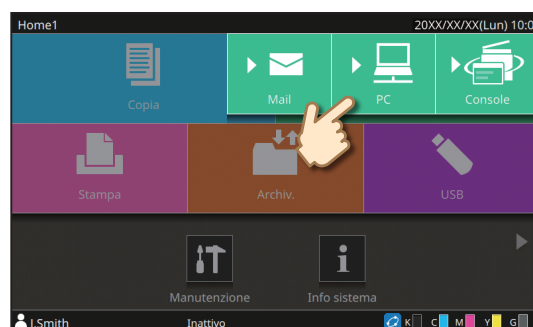 Home1 20XX/XX/XX(Lun) 10:0
Copia Mail PC Console
Stampa Archiv. USB
Manutenzione Info sistema
J.Smith Inattivo K C M Y G